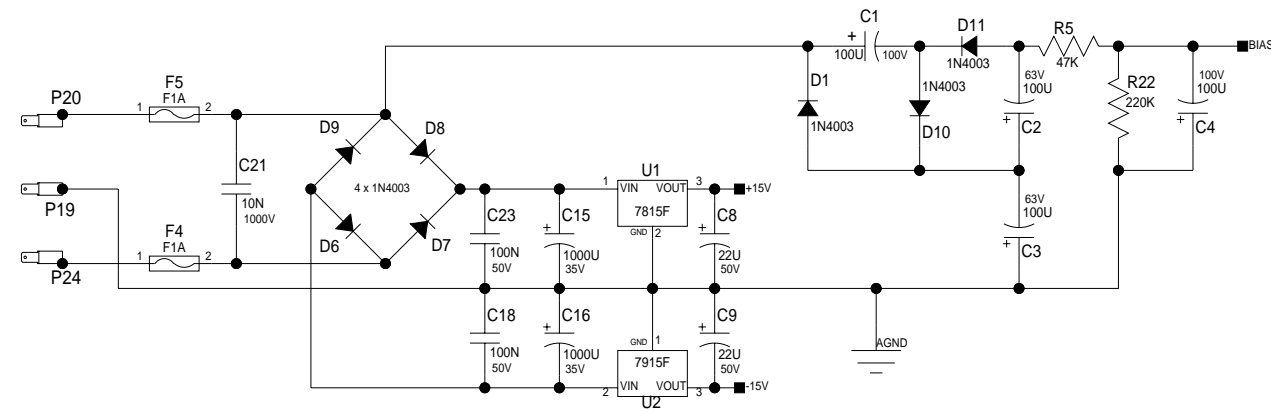 C1
+
100U
100V
D11
1N4003
R5
47K
BIAS
F5
F1A
1
2
P20
D1
1N4003
1N4003
D10
63V
100U
+
C2
R22
220K
100V
100U
+
C4
D9
D8
C21
10N
1000V
4 x 1N4003
U1
1
VIN
VOUT
3
7815F
GND
2
+15V
P19
D6
D7
C23
100N
50V
C15
+
1000U
35V
C8
+
22U
50V
63V
100U
+
C3
F4
F1A
1
2
P24
C18
100N
50V
C16
+
1000U
35V
GND
1
7915F
VIN
VOUT
2
3
U2
C9
+
22U
50V
-15V
AGND